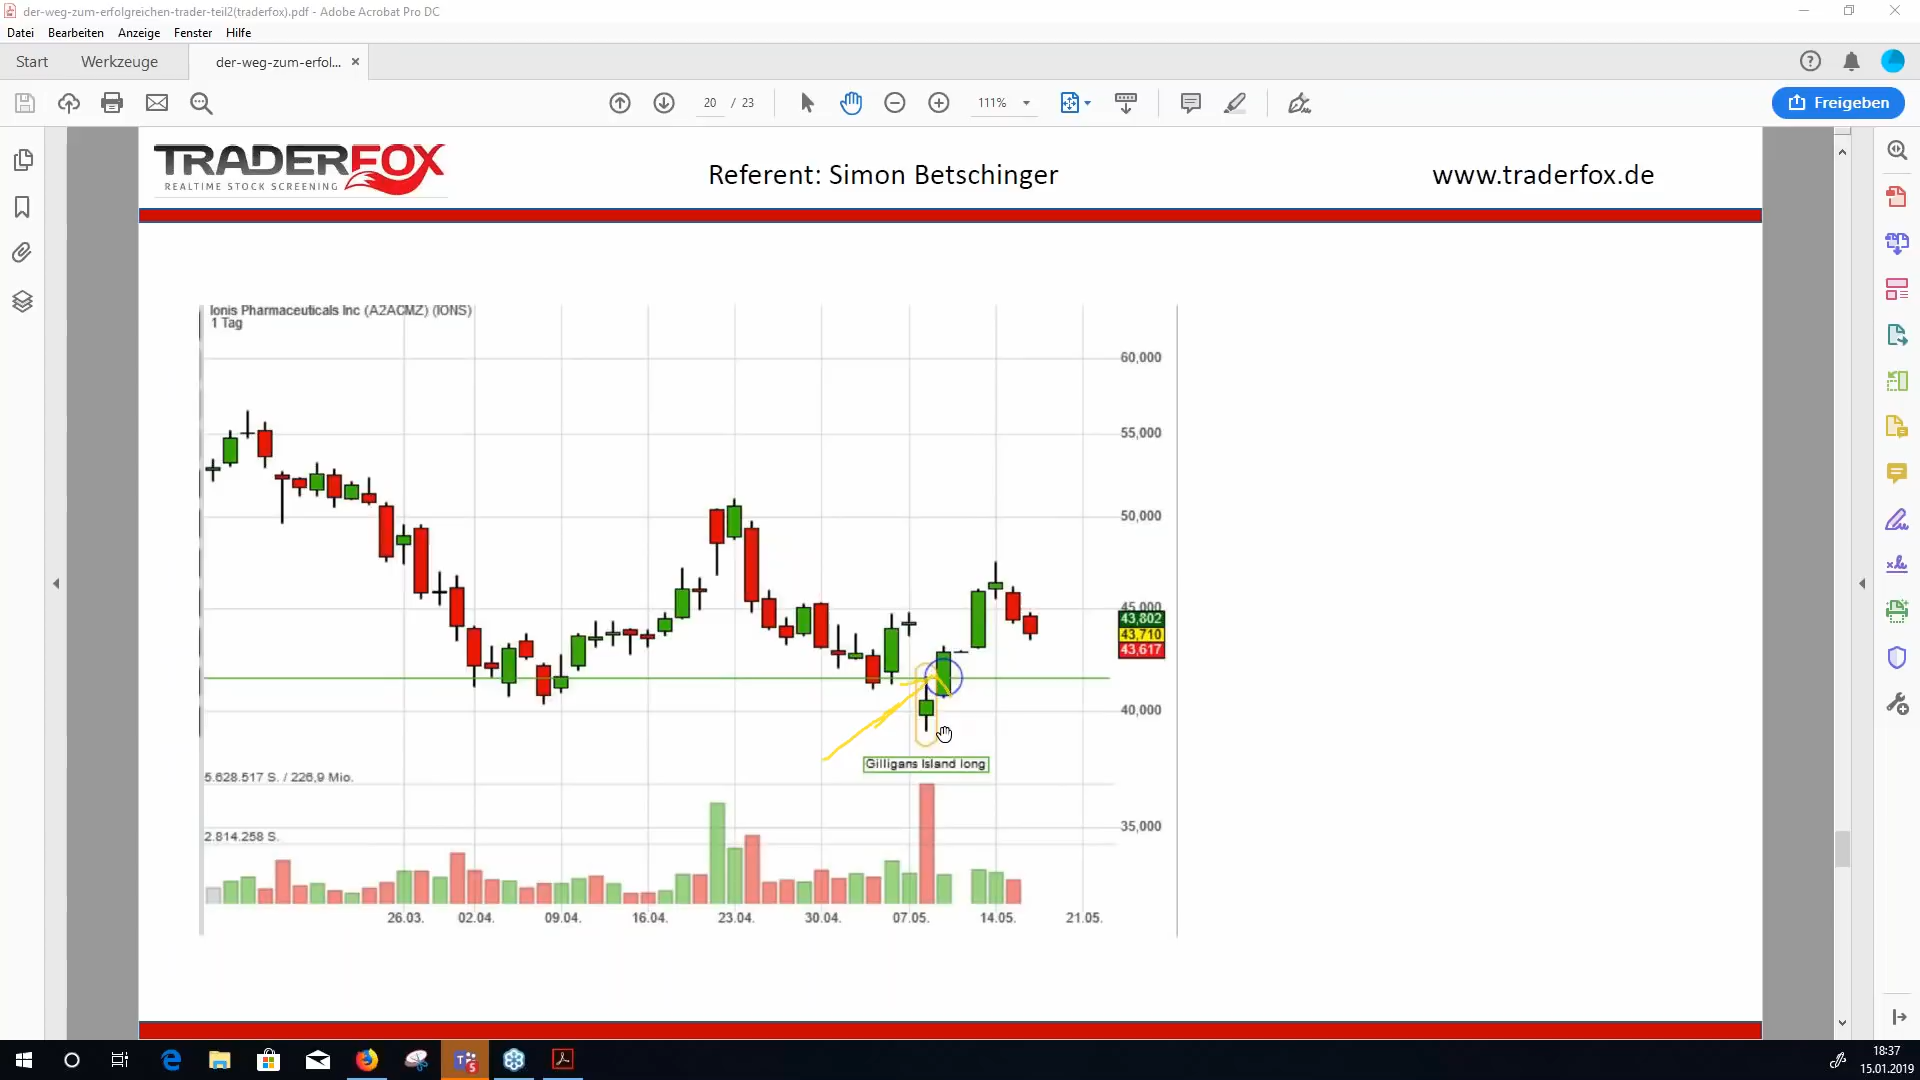 der-weg-zum-erfolgreichen-trader-teil2(traderfox).pdf - Adobe Acrobat Pro DC
Datei Bearbeiten Anzeige Fenster Hilfe
Start Werkzeuge der-weg-zum-erfol... ×
20 / 23 111% Freigeben
TRADERFOX
REALTIME STOCK SCREENING
Referent: Simon Betschinger
www.traderfox.de
Ionis Pharmaceuticals Inc (A2ACMZ) (IONS)
1 Tag
60,000
55,000
50,000
45,000
43,802
43,710
43,617
40,000
Gilligans Island long
5.628.517 S. / 226,9 Mio.
35,000
2.814.258 S.
26.03. 02.04. 09.04. 16.04. 23.04. 30.04. 07.05. 14.05. 21.05.
18:37
15.01.2019